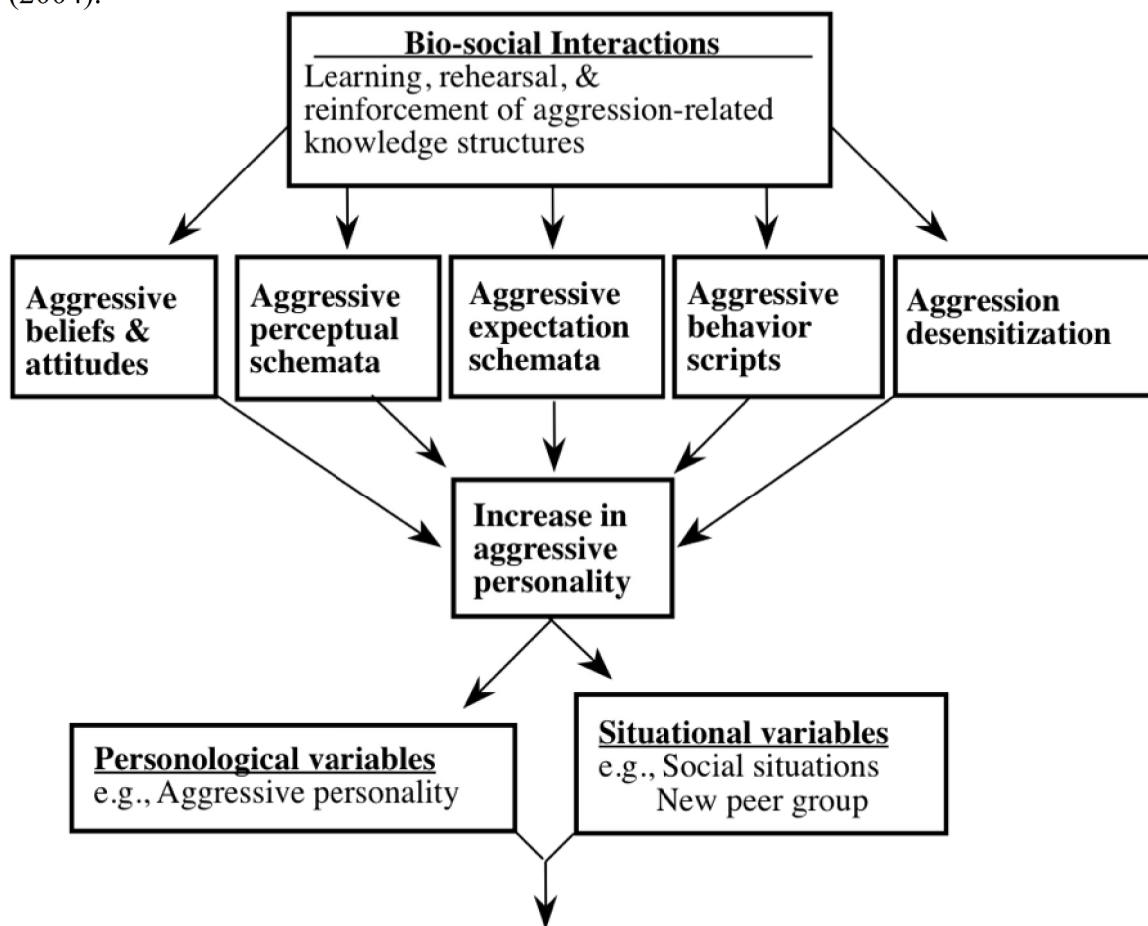 (2004).
Bio-social Interactions
Learning, rehearsal, &
reinforcement of aggression-related
knowledge structures
Aggressive
beliefs &
attitudes
Aggressive
perceptual
schemata
Aggressive
expectation
schemata
Aggressive
behavior
scripts
Aggression
desensitization
Increase in
aggressive
personality
Personological variables
e.g., Aggressive personality
Situational variables
e.g., Social situations
New peer group